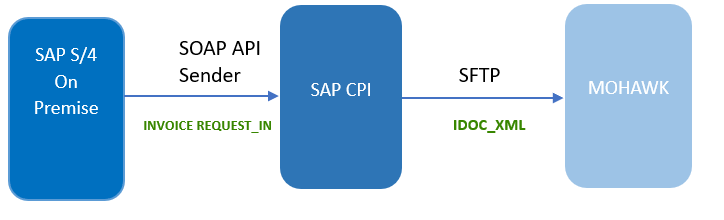 SAP S/4
On
Premise
SOAP API
Sender
INVOICE REQUEST_IN
SAP CPI
SFTP
IDOC_XML
MOHAWK